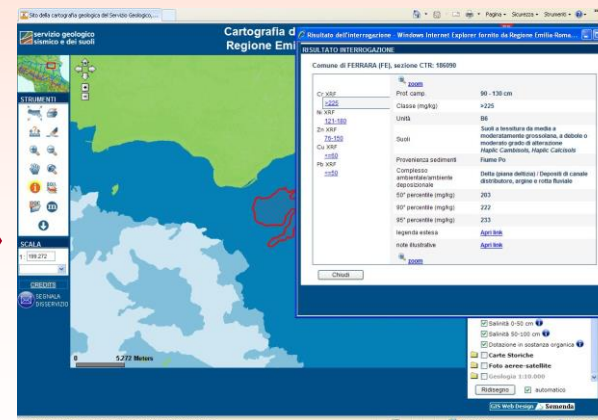 Sito della cartografia geologica del Servizio Geologico,...
Pagina
Sicurezza
Strumenti
servizio geologico
sismico e dei suoli
Cartografia d
Regione Emi
STRUMENTI
SCALA
1: 199.272
CREDITS
SEGNALA
DISSERVIZIO
0 5.272 Meters
Risultato dell'interrogazione - Windows Internet Explorer fornito da Regione Emilia-Roma...
RISULTATO INTERROGAZIONE
Comune di FERRARA (FE), sezione CTR: 186090
Cr XRF
>225
Ni XRF
121-180
Zn XRF
76-150
Cu XRF
<=60
Pb XRF
<=50
zoom
Prof. camp. 90 - 130 cm
Classe (mg/kg) >225
Unità B6
Suoli Suoli a tessitura da media a
moderatamente grossolana, a debole o
moderato grado di alterazione
Haplic Cambisols, Haplic Calcisols
Provenienza sedimenti Fiume Po
Complesso
ambientale/ambiente
deposizionale Delta (piana deltizia) / Depositi di canale
distributore, argine e rotta fluviale
50° percentile (mg/kg) 203
90° percentile (mg/kg) 222
95° percentile (mg/kg) 233
legenda estesa Apri link
note illustrative Apri link
zoom
Chiudi
Salinità 0-50 cm
Salinità 50-100 cm
Dotazione in sostanza organica
Carte Storiche
Foto aeree-satellite
Geologia 1:10.000
Ridisegno automatico
GIS Web Design Semenda